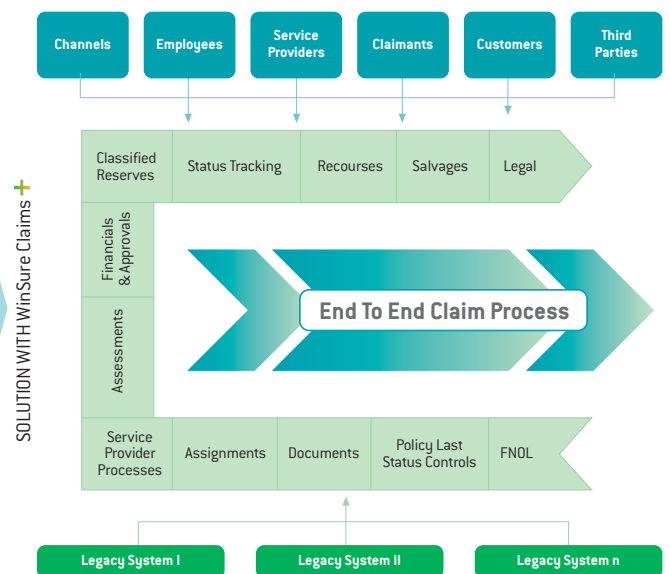 Channels
Employees
Service
Providers
Claimants
Customers
Third
Parties
SOLUTION WITH WinSure Claims +
Classified
Reserves
Status Tracking
Recourses
Salvages
Legal
Financials
& Approvals
Assessments
End To End Claim Process
Service
Provider
Processes
Assignments
Documents
Policy Last
Status Controls
FNOL
Legacy System I
Legacy System II
Legacy System n